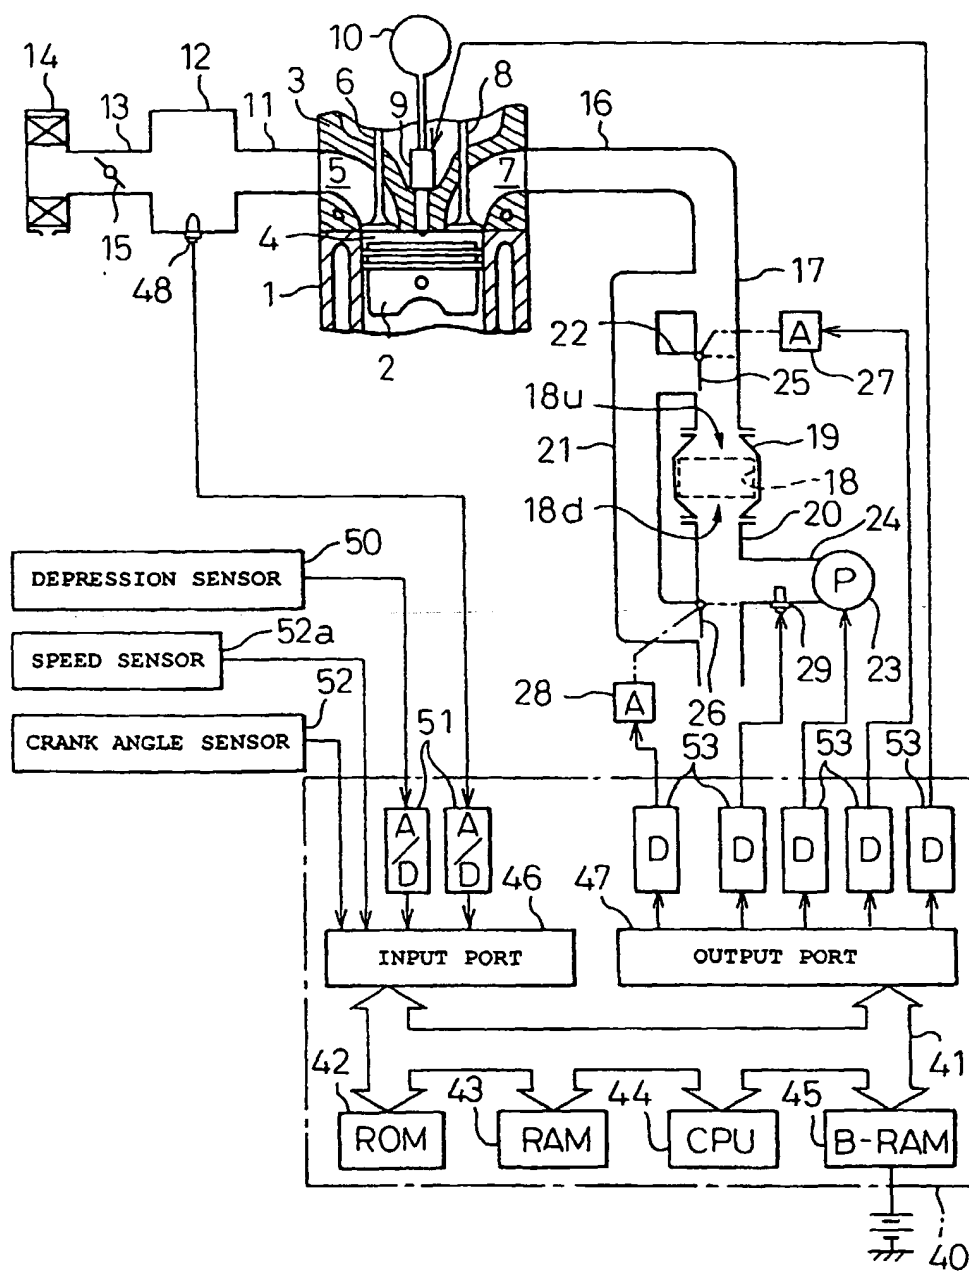 10
14
12
3
6
8
13
11
9
16
5
7
15
4
48
1
17
2
22
A
25
27
18u
19
21
18
18d
20
24
50
DEPRESSION SENSOR
P
52a
SPEED SENSOR
29
23
28
A
26
52
CRANK ANGLE SENSOR
51
53
53
53
A/D
A/D
D
D
D
D
D
46
47
INPUT PORT
OUTPUT PORT
41
42
43
44
45
ROM
RAM
CPU
B-RAM
40